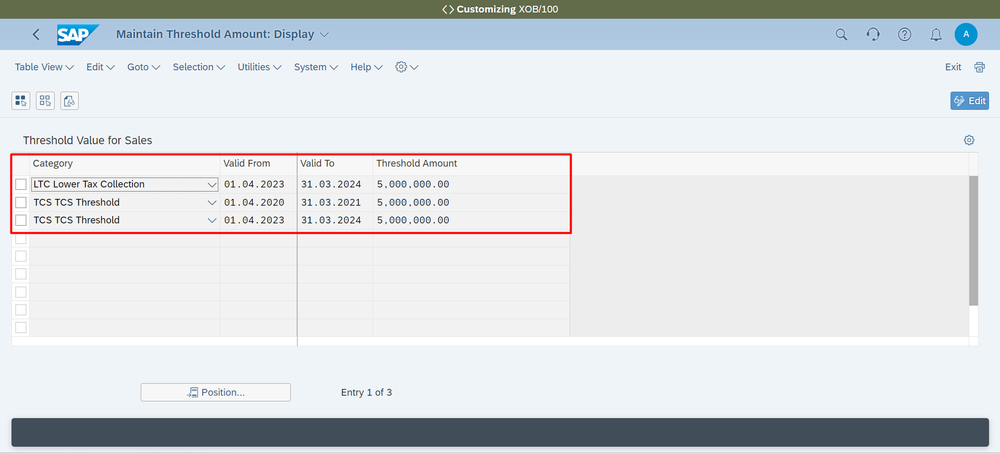 Customizing XOB/100
SAP Maintain Threshold Amount: Display A
Table View Edit Goto Selection Utilities System Help Exit
Edit
Threshold Value for Sales
Category Valid From Valid To Threshold Amount
LTC Lower Tax Collection 01.04.2023 31.03.2024 5,000,000.00
TCS TCS Threshold 01.04.2020 31.03.2021 5,000,000.00
TCS TCS Threshold 01.04.2023 31.03.2024 5,000,000.00
Position... Entry 1 of 3